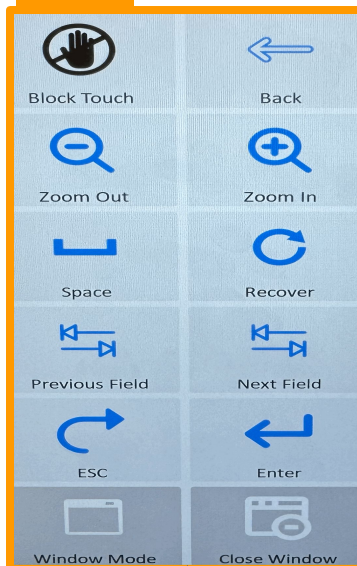 Block Touch
Back
Zoom Out
Zoom In
Space
Recover
Previous Field
Next Field
ESC
Enter
Window Mode
Close Window